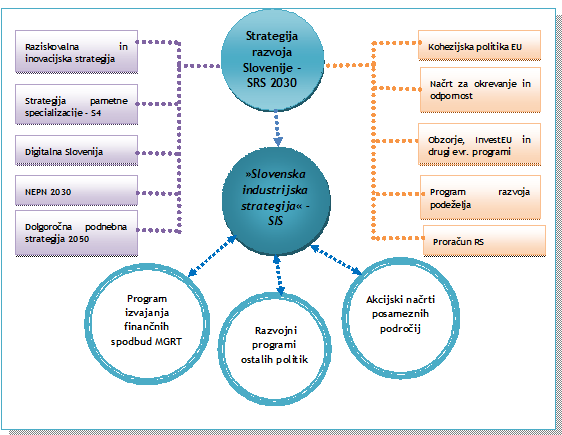 Strategija
razvoja
Slovenije -
SRS 2030
Raziskovalna in
inovacijska strategija
Strategija pametne
specializacije - S4
Digitalna Slovenija
NEPN 2030
Dolgoročna podnebna
strategija 2050
Kohezijska politika EU
Načrt za okrevanje in
odpornost
Obzorje, InvestEU in
drugi evr. programi
Program razvoja
podeželja
Proračun RS
»Slovenska
industrijska
strategija« -
SIS
Program
izvajanja
finančnih
spodbud MGRT
Razvojni
programi
ostalih politik
Akcijski načrti
posameznih
področij